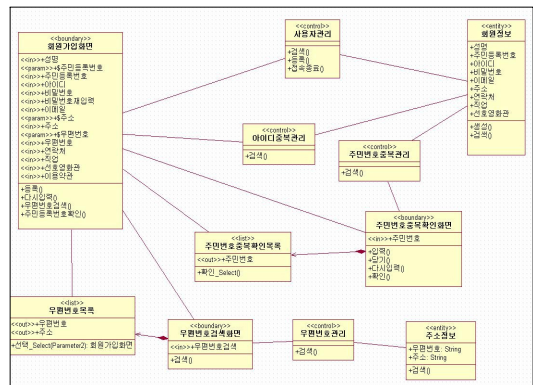 <<boundary>>
회원가입화면
<<in>>+성명
<<param>>+$주민등록번호
<<in>>+주민등록번호
<<in>>+아이디
<<in>>+비밀번호
<<in>>+비밀번호재입력
<<in>>+이메일
<<param>>+$주소
<<in>>+주소
<<param>>+$우편번호
<<in>>+우편번호
<<in>>+연락처
<<in>>+직업
<<in>>+선호영화관
<<in>>+이용약관
+등록()
+다시입력()
+우편번호검색()
+주민등록번호확인()
<<control>>
사용자관리
+검색()
+등록()
+접속종료()
<<entity>>
회원정보
+성명
+주민등록번호
+아이디
+비밀번호
+이메일
+주소
+연락처
+직업
+선호영화관
+생성()
+검색()
<<control>>
아이디중복관리
+검색()
<<control>>
주민번호중복관리
+검색()
<<list>>
주민번호중복확인목록
<<out>>+주민번호
+확인_Select()
<<boundary>>
주민번호중복확인화면
<<in>>+주민번호
+입력()
+닫기()
+다시입력()
+확인()
<<list>>
우편번호목록
<<out>>+우편번호
<<out>>+주소
+선택_Select(Parameter2): 회원가입화면
<<boundary>>
우편번호검색화면
<<in>>+우편번호검색
+검색()
<<control>>
우편번호관리
+검색()
<<entity>>
주소정보
+우편번호: String
+주소: String
+검색()